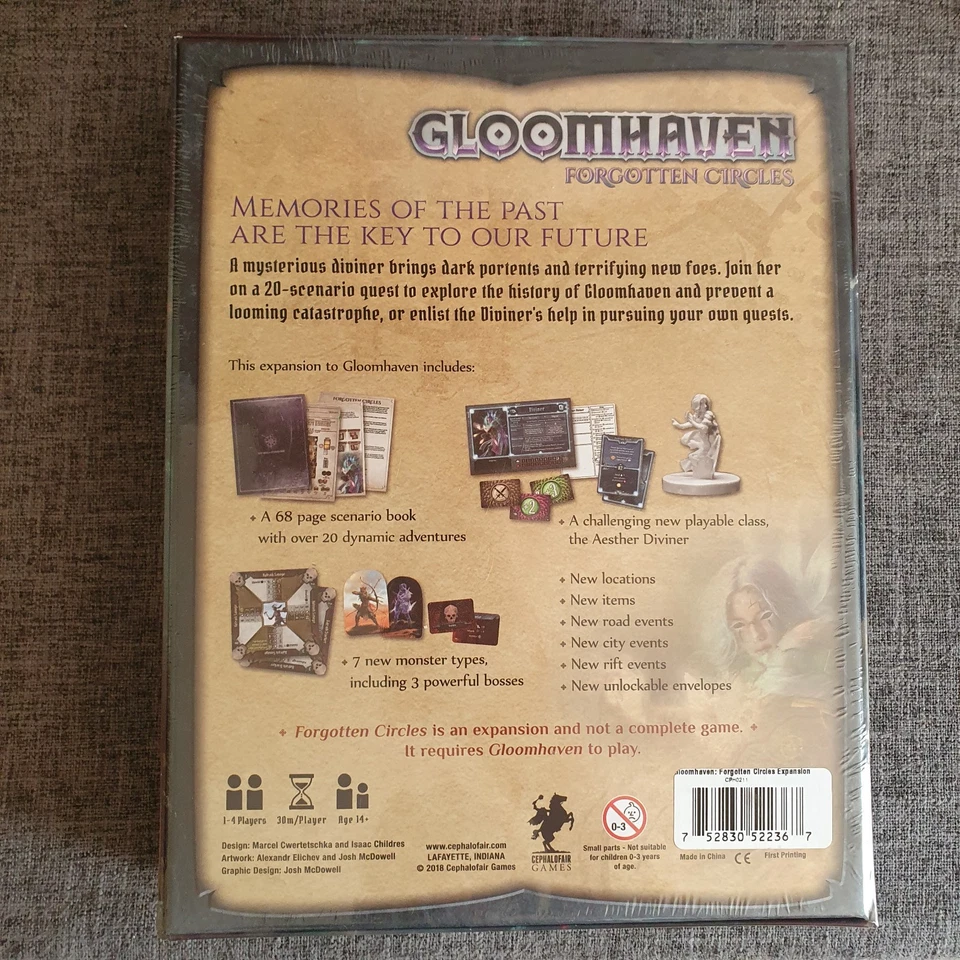 GLOOMHAVEN
FORGOTTEN CIRCLES
MEMORIES OF THE PAST
ARE THE KEY TO OUR FUTURE
A mysterious diviner brings dark portents and terrifying new foes. Join her
on a 20-scenario quest to explore the history of Gloomhaven and prevent a
looming catastrophe, or enlist the Diviner's help in pursuing your own quests.
This expansion to Gloomhaven includes:
FORGOTTEN CIRCLES
Diviner
A 68 page scenario book
with over 20 dynamic adventures
A challenging new playable class,
the Aesther Diviner
7 new monster types,
including 3 powerful bosses
New locations
New items
New road events
New city events
New rift events
New unlockable envelopes
Forgotten Circles is an expansion and not a complete game.
It requires Gloomhaven to play.
1-4 Players 30m/Player Age 14+
Design: Marcel Cwertetschka and Isaac Childres
Artwork: Alexandr Elichev and Josh McDowell
Graphic Design: Josh McDowell
www.cephalofair.com
LAFAYETTE, INDIANA
© 2018 Cephalofair Games
CEPHALOFAIR
GAMES
0-3
Small parts - Not suitable
for children 0-3 years
of age.
Gloomhaven: Forgotten Circles Expansion
CPH0211
7 52830 52236 7
Made in China CE First Printing